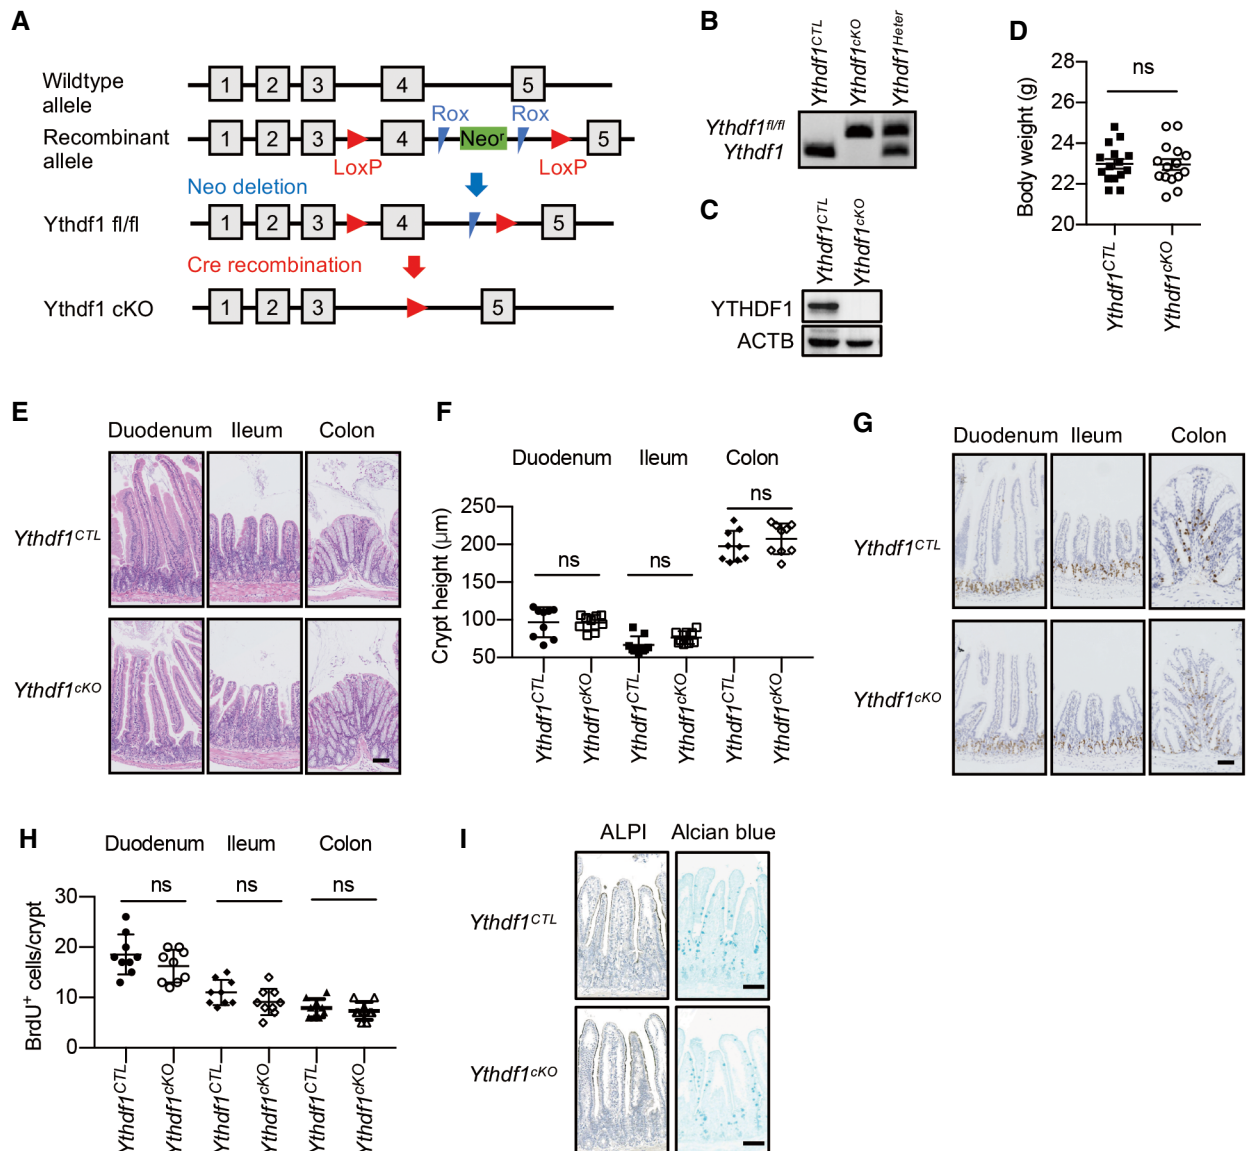 A
Wildtype
allele
1 2 3 4 5
Rox Rox
Recombinant
allele
1 2 3 4 Neoʳ 5
LoxP LoxP
Neo deletion
Ythdf1 fl/fl
1 2 3 4 5
Cre recombination
Ythdf1 cKO
1 2 3 5
B
Ythdf1CTL
Ythdf1cKO
Ythdf1Heter
Ythdf1fl/fl
Ythdf1
C
Ythdf1CTL
Ythdf1cKO
YTHDF1
ACTB
D
Body weight (g)
28
26
24
22
20
ns
Ythdf1CTL
Ythdf1cKO
E
Duodenum Ileum Colon
Ythdf1CTL
Ythdf1cKO
F
Duodenum Ileum Colon
Crypt height (μm)
250
200
150
100
50
ns ns ns
Ythdf1CTL
Ythdf1cKO
Ythdf1CTL
Ythdf1cKO
Ythdf1CTL
Ythdf1cKO
G
Duodenum Ileum Colon
Ythdf1CTL
Ythdf1cKO
H
Duodenum Ileum Colon
BrdU⁺ cells/crypt
30
20
10
0
ns ns ns
Ythdf1CTL
Ythdf1cKO
Ythdf1CTL
Ythdf1cKO
Ythdf1CTL
Ythdf1cKO
I
ALPI Alcian blue
Ythdf1CTL
Ythdf1cKO